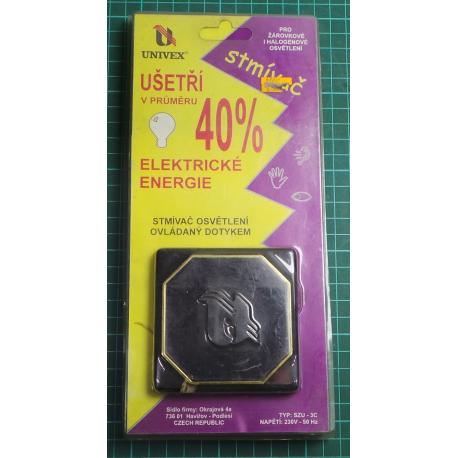 UNIVEX®
PRO
ŽÁROVKOVÉ
I HALOGENOVÉ
OSVĚTLENÍ
stmívač
UŠETŘÍ
V PRŮMĚRU
40%
ELEKTRICKÉ
ENERGIE
STMÍVAČ OSVĚTLENÍ
OVLÁDANÝ DOTYKEM
Sídlo firmy: Okrajová 4a
736 01 Havířov - Podlesí
CZECH REPUBLIC
TYP: SZU - 3C
NAPĚTÍ: 230V - 50 Hz